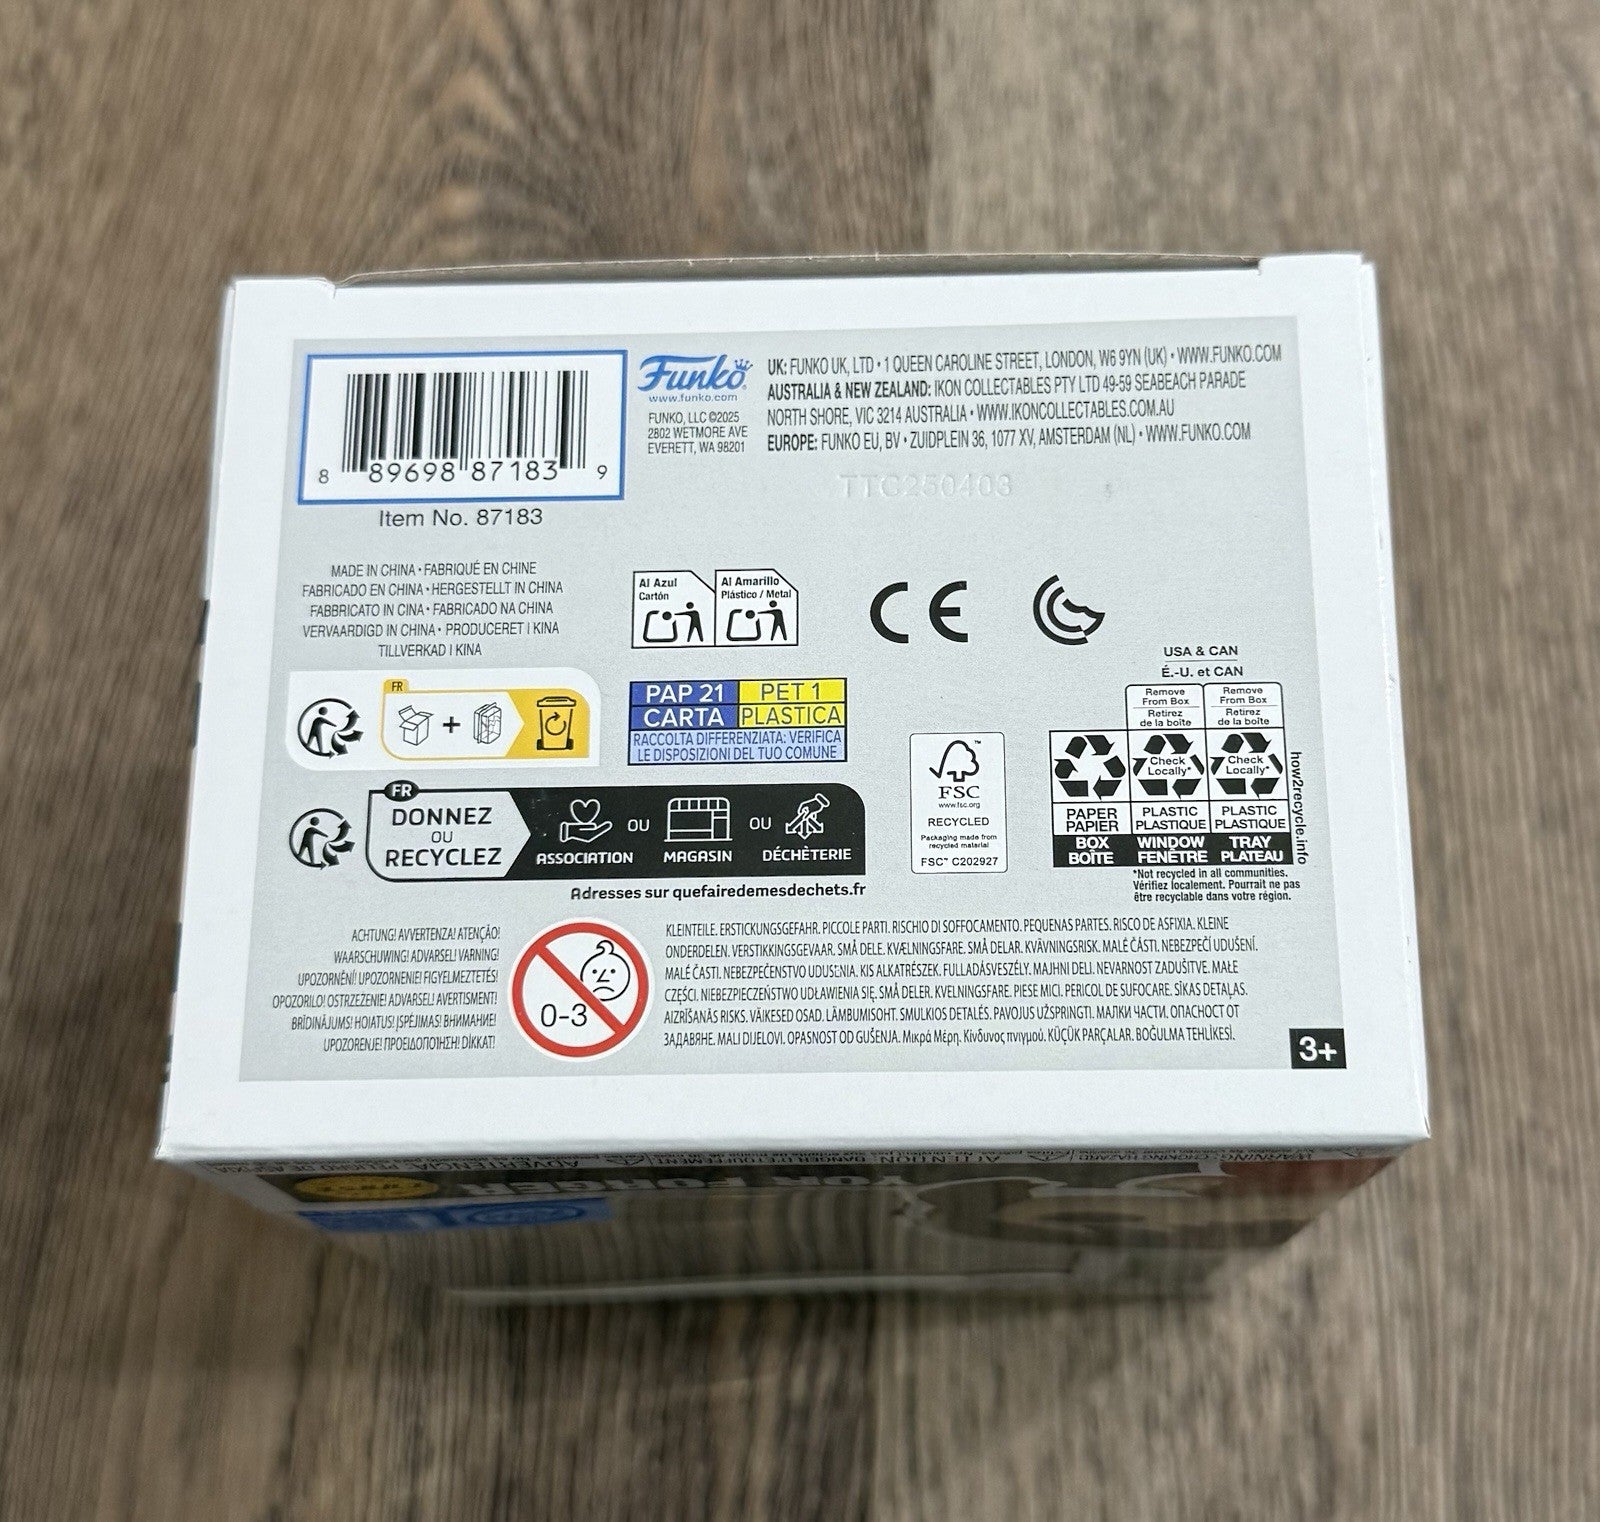 8 89698 87183 9
Item No. 87183
Funko
www.funko.com
FUNKO, LLC ©2025
2802 WETMORE AVE
EVERETT, WA 98201
UK: FUNKO UK, LTD • 1 QUEEN CAROLINE STREET, LONDON, W6 9YN (UK) • WWW.FUNKO.COM
AUSTRALIA & NEW ZEALAND: IKON COLLECTABLES PTY LTD 49-59 SEABEACH PARADE
NORTH SHORE, VIC 3214 AUSTRALIA • WWW.IKONCOLLECTABLES.COM.AU
EUROPE: FUNKO EU, BV • ZUIDPLEIN 36, 1077 XV, AMSTERDAM (NL) • WWW.FUNKO.COM
TTC250403
MADE IN CHINA • FABRIQUÉ EN CHINE
FABRICADO EN CHINA • HERGESTELLT IN CHINA
FABBRICATO IN CINA • FABRICADO NA CHINA
VERVAARDIGD IN CHINA • PRODUCERET I KINA
TILLVERKAD I KINA
Al Azul
Cartón
Al Amarillo
Plástico / Metal
CE
FR
+
PAP 21
CARTA
PET 1
PLASTICA
RACCOLTA DIFFERENZIATA: VERIFICA
LE DISPOSIZIONI DEL TUO COMUNE
FR
DONNEZ
OU
RECYCLEZ
ASSOCIATION
OU
MAGASIN
OU
DÉCHÈTERIE
Adresses sur quefairedemesdechets.fr
FSC
www.fsc.org
RECYCLED
Packaging made from
recycled material
FSC™ C202927
USA & CAN
É.-U. et CAN
Remove
From Box
Retirez
de la boîte
Remove
From Box
Retirez
de la boîte
Check
Locally*
Check
Locally*
PAPER
PAPIER
BOX
BOÎTE
PLASTIC
PLASTIQUE
WINDOW
FENÊTRE
PLASTIC
PLASTIQUE
TRAY
PLATEAU
how2recycle.info
*Not recycled in all communities.
Vérifiez localement. Pourrait ne pas
être recyclable dans votre région.
ACHTUNG! AVVERTENZA! ATENÇÃO!
WAARSCHUWING! ADVARSEL! VARNING!
UPOZORNĚNÍ! UPOZORNENIE! FIGYELMEZTETÉS!
OPOZORILO! OSTRZEŻENIE! ADVARSEL! AVERTISMENT!
BRĪDINĀJUMS! HOIATUS! ĮSPĖJIMAS! ВНИМАНИЕ!
UPOZORENJE! ΠΡΟΕΙΔΟΠΟΙΗΣΗ! DİKKAT!
0-3
KLEINTEILE. ERSTICKUNGSGEFAHR. PICCOLE PARTI. RISCHIO DI SOFFOCAMENTO. PEQUENAS PARTES. RISCO DE ASFIXIA. KLEINE
ONDERDELEN. VERSTIKKINGSGEVAAR. SMÅ DELE. KVÆLNINGSFARE. SMÅ DELAR. KVÄVNINGSRISK. MALÉ ČÁSTI. NEBEZPEČÍ UDUŠENÍ.
MALÉ ČASTI. NEBEZPEČENSTVO UDUSENIA. KIS ALKATRÉSZEK. FULLADÁSVESZÉLY. MAJHNI DELI. NEVARNOST ZADUŠITVE. MAŁE
CZĘŚCI. NIEBEZPIECZEŃSTWO UDŁAWIENIA SIĘ. SMÅ DELER. KVELNINGSFARE. PIESE MICI. PERICOL DE SUFOCARE. SĪKAS DETAĻAS.
AIZRĪŠANĀS RISKS. VÄIKESED OSAD. LÄMBUMISOHT. SMULKIOS DETALĖS. PAVOJUS UŽSPRINGTI. МАЛКИ ЧАСТИ. ОПАСНОСТ ОТ
ЗАДАВЯНЕ. MALI DIJELOVI. OPASNOST OD GUŠENJA. Μικρά Μέρη. Κίνδυνος πνιγμού. KÜÇÜK PARÇALAR. BOĞULMA TEHLİKESİ.
3+
YOR FORGER